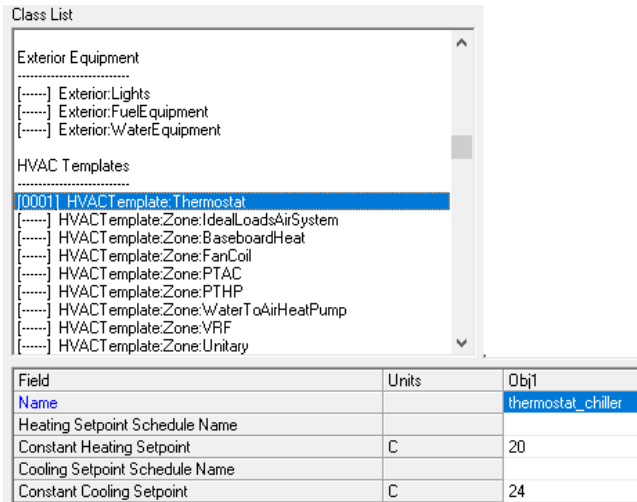 Class List
Exterior Equipment
---------------------------
[------] Exterior:Lights
[------] Exterior:FuelEquipment
[------] Exterior:WaterEquipment
HVAC Templates
---------------------------
[0001] HVACTemplate:Thermostat
[------] HVACTemplate:Zone:IdealLoadsAirSystem
[------] HVACTemplate:Zone:BaseboardHeat
[------] HVACTemplate:Zone:FanCoil
[------] HVACTemplate:Zone:PTAC
[------] HVACTemplate:Zone:PTHP
[------] HVACTemplate:Zone:WaterToAirHeatPump
[------] HVACTemplate:Zone:VRF
[------] HVACTemplate:Zone:Unitary
Field Units Obj1
Name thermostat_chiller
Heating Setpoint Schedule Name
Constant Heating Setpoint C 20
Cooling Setpoint Schedule Name
Constant Cooling Setpoint C 24